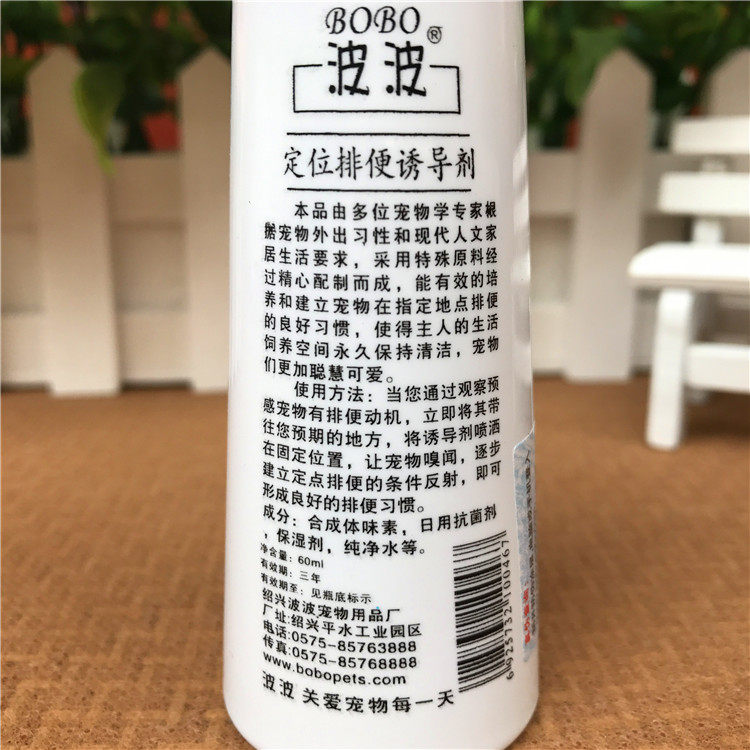 BOBO
波波®
定位排便诱导剂
本品由多位宠物学专家根
据宠物外出习性和现代人文家
居生活要求，采用特殊原料经
过精心配制而成，能有效的培
养和建立宠物在指定地点排便
的良好习惯，使得主人的生活
饲养空间永久保持清洁，宠物
们更加聪慧可爱。
使用方法：当您通过观察预
感宠物有排便动机，立即将其带
往您预期的地方，将诱导剂喷洒
在固定位置，让宠物嗅闻，逐步
建立定点排便的条件反射，即可
形成良好的排便习惯。
成分：合成体味素，日用抗菌剂
，保湿剂，纯净水等。
净含量：60ml
有效期：三年
有效期至：见瓶底标示
绍兴波波宠物用品厂
厂址：绍兴平水工业园区
电话：0575-85763888
传真：0575-85768888
www.bobopets.com
波波 关爱宠物每一天
6925732100467